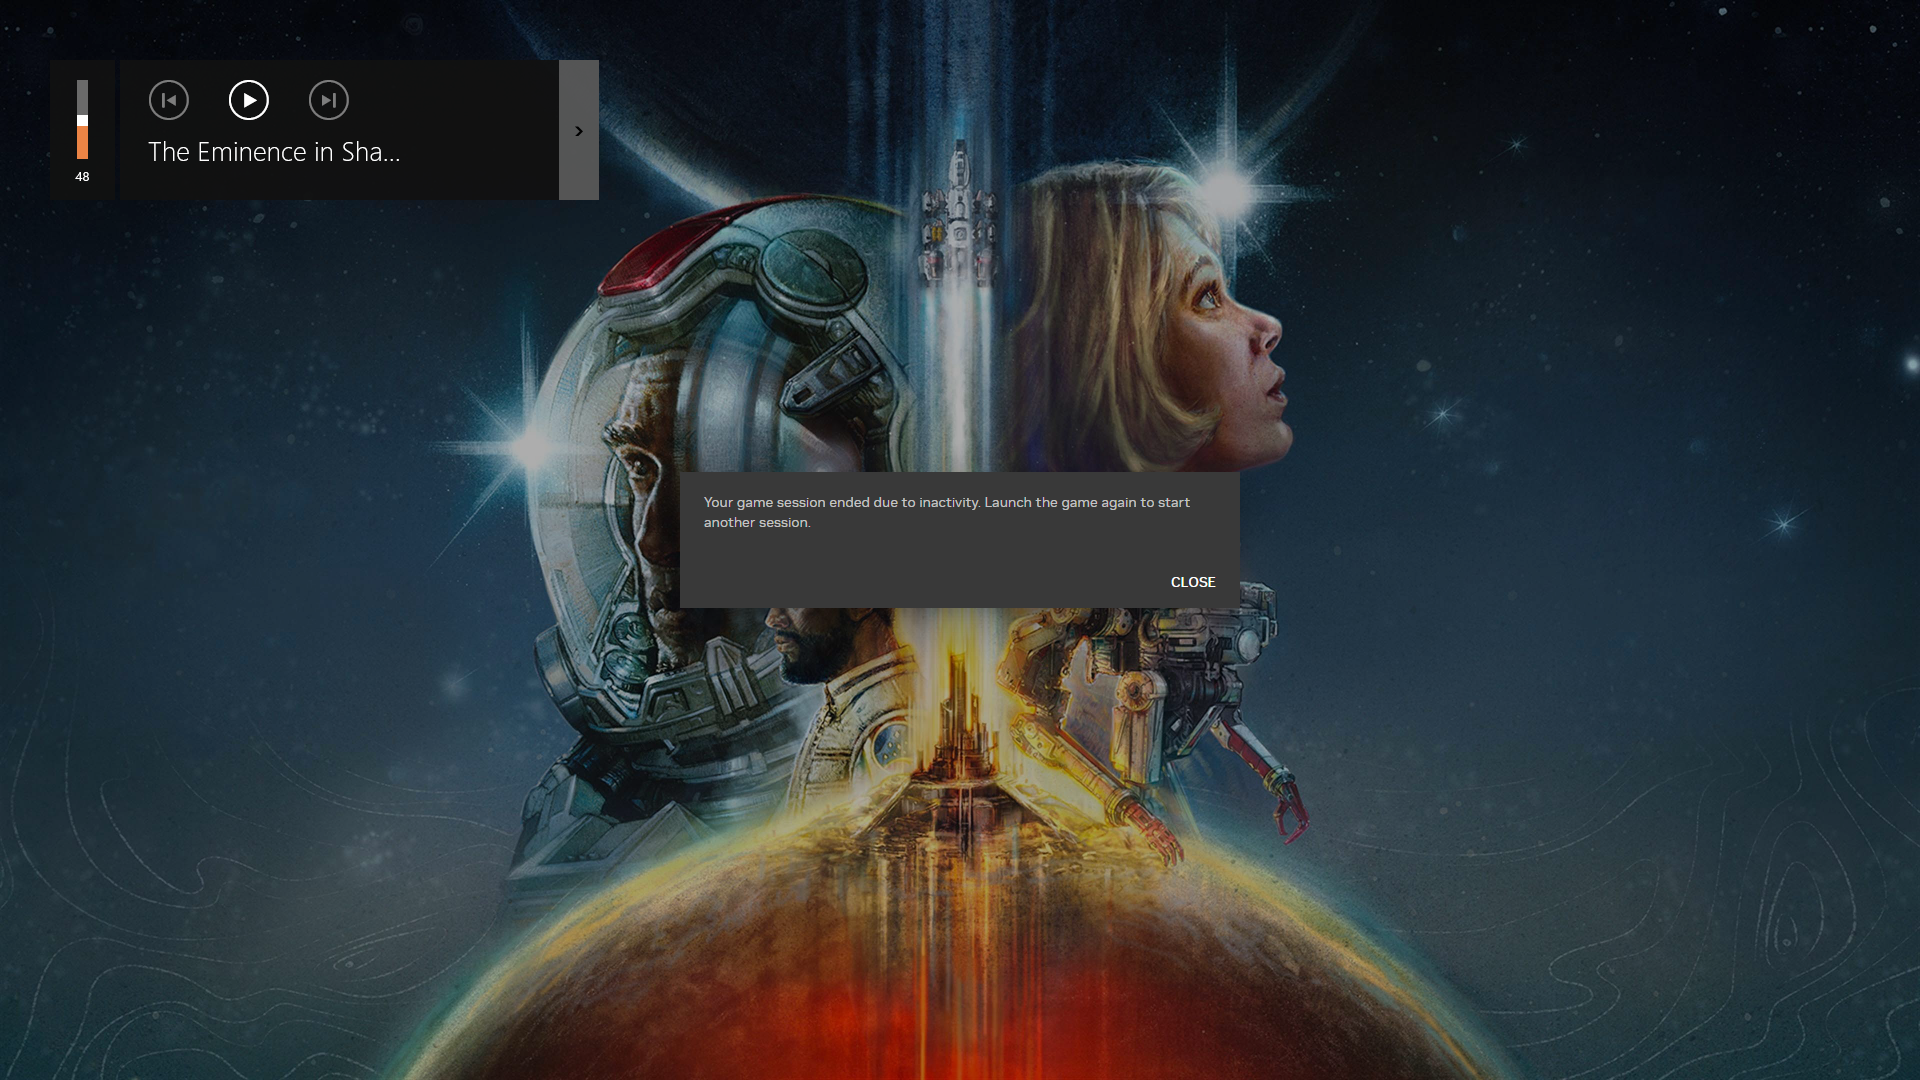 The Eminence in Sha...
48
Your game session ended due to inactivity. Launch the game again to start
another session.
CLOSE